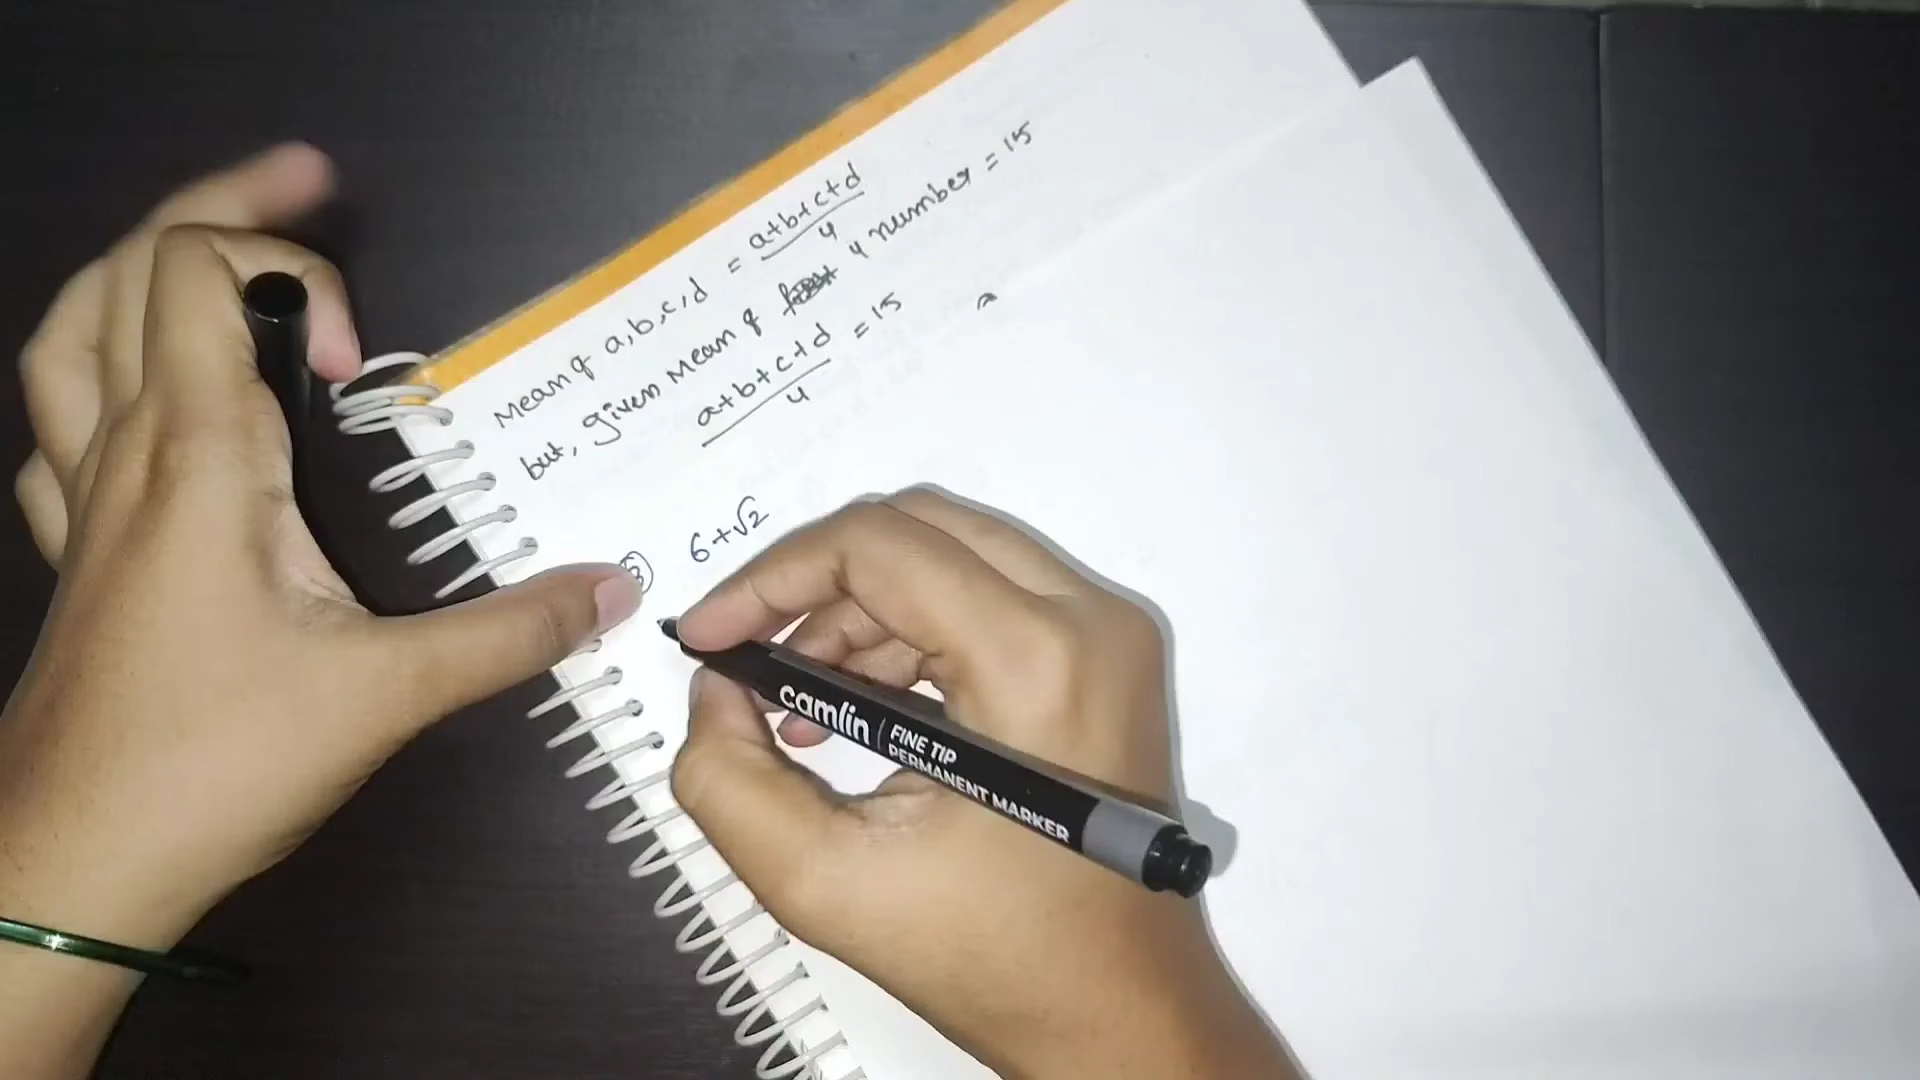 Mean of a,b,c,d = a+b+c+d/4
but, given Mean of 4 number = 15
a+b+c+d/4 = 15
③ 6+√2
camlin FINE TIP
PERMANENT MARKER